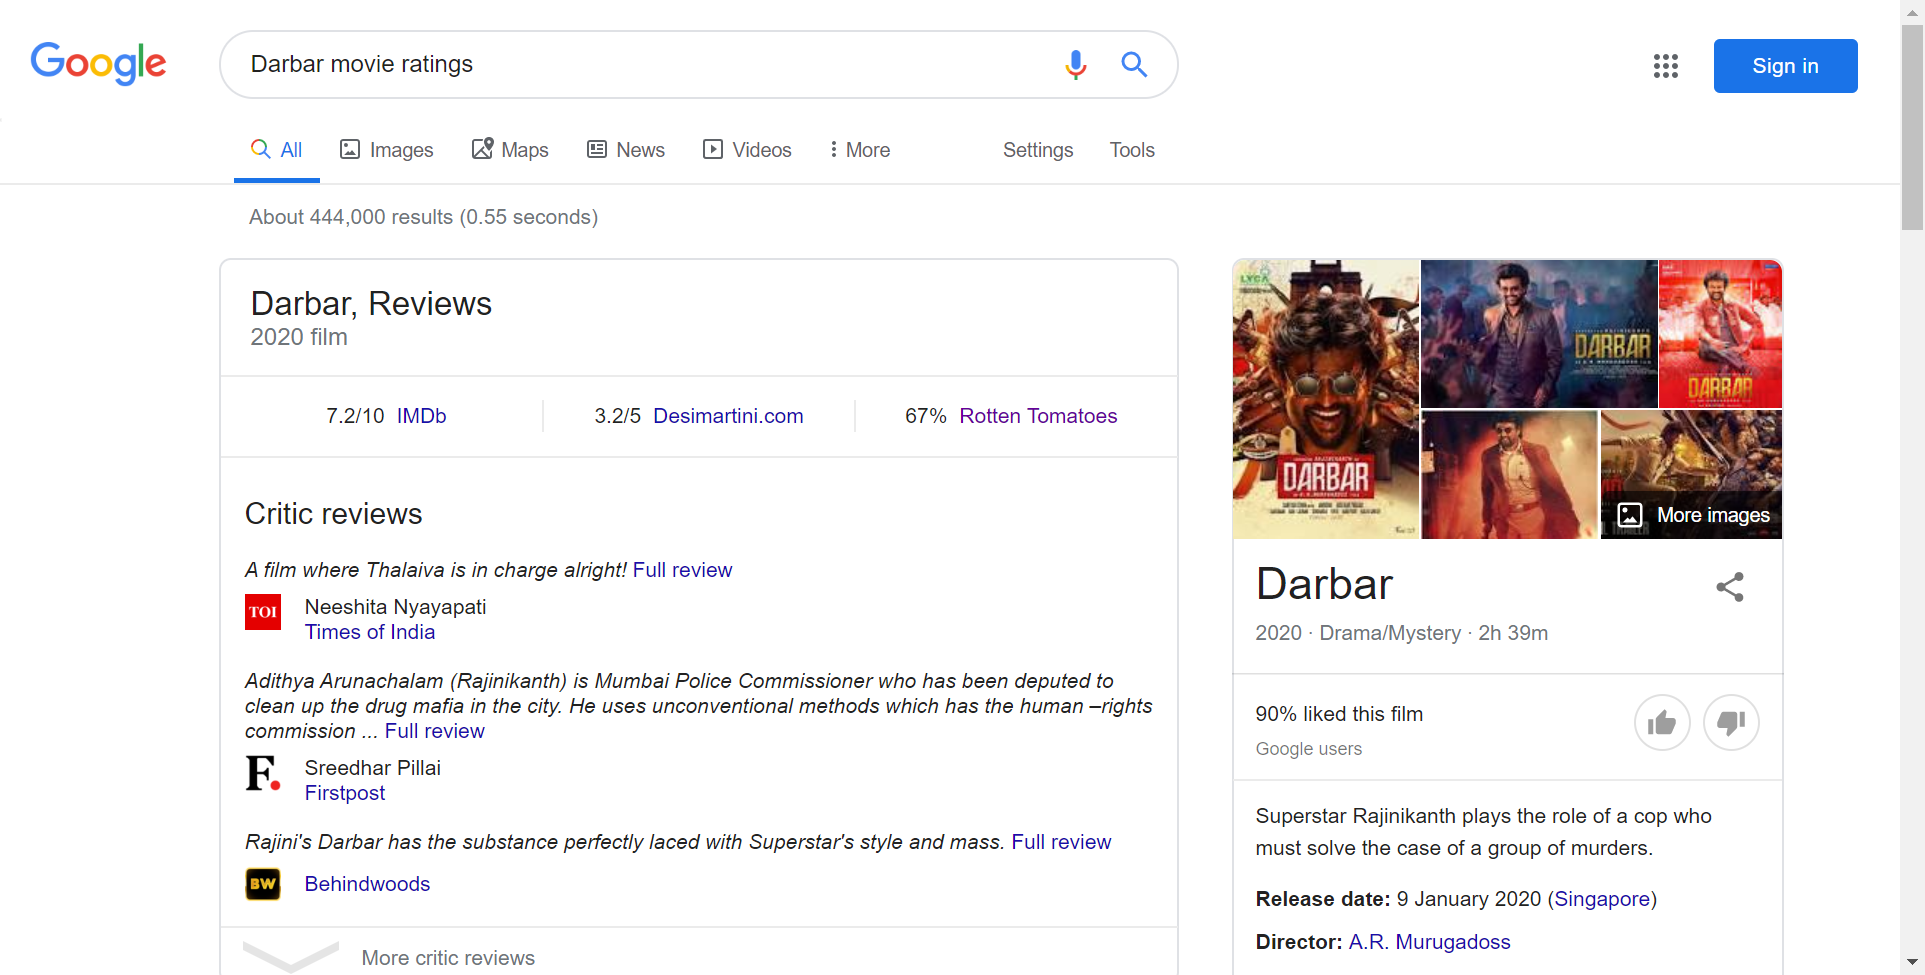 Google
Darbar movie ratings
Sign in
All Images Maps News Videos More Settings Tools
About 444,000 results (0.55 seconds)
Darbar, Reviews
2020 film
7.2/10 IMDb 3.2/5 Desimartini.com 67% Rotten Tomatoes
Critic reviews
A film where Thalaiva is in charge alright! Full review
TOI
Neeshita Nyayapati
Times of India
Adithya Arunachalam (Rajinikanth) is Mumbai Police Commissioner who has been deputed to
clean up the drug mafia in the city. He uses unconventional methods which has the human –rights
commission ... Full review
F.
Sreedhar Pillai
Firstpost
Rajini's Darbar has the substance perfectly laced with Superstar's style and mass. Full review
BW
Behindwoods
More critic reviews
LYCA
DARBAR
DARBAR
DARBAR
More images
Darbar
2020 · Drama/Mystery · 2h 39m
90% liked this film
Google users
Superstar Rajinikanth plays the role of a cop who
must solve the case of a group of murders.
Release date: 9 January 2020 (Singapore)
Director: A.R. Murugadoss